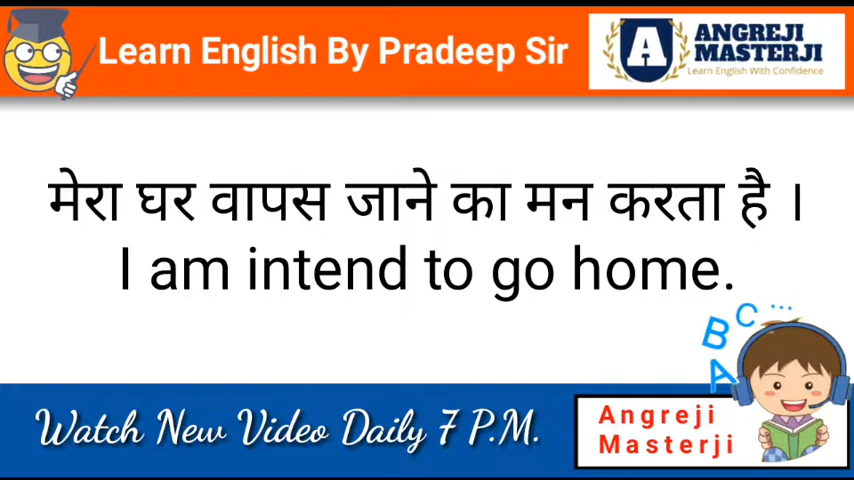 Learn English By Pradeep Sir
A
ANGREJI
MASTERJI
Learn English With Confidence
मेरा घर वापस जाने का मन करता है ।
I am intend to go home.
A B C ...
Watch New Video Daily 7 P.M.
Angreji
Masterji